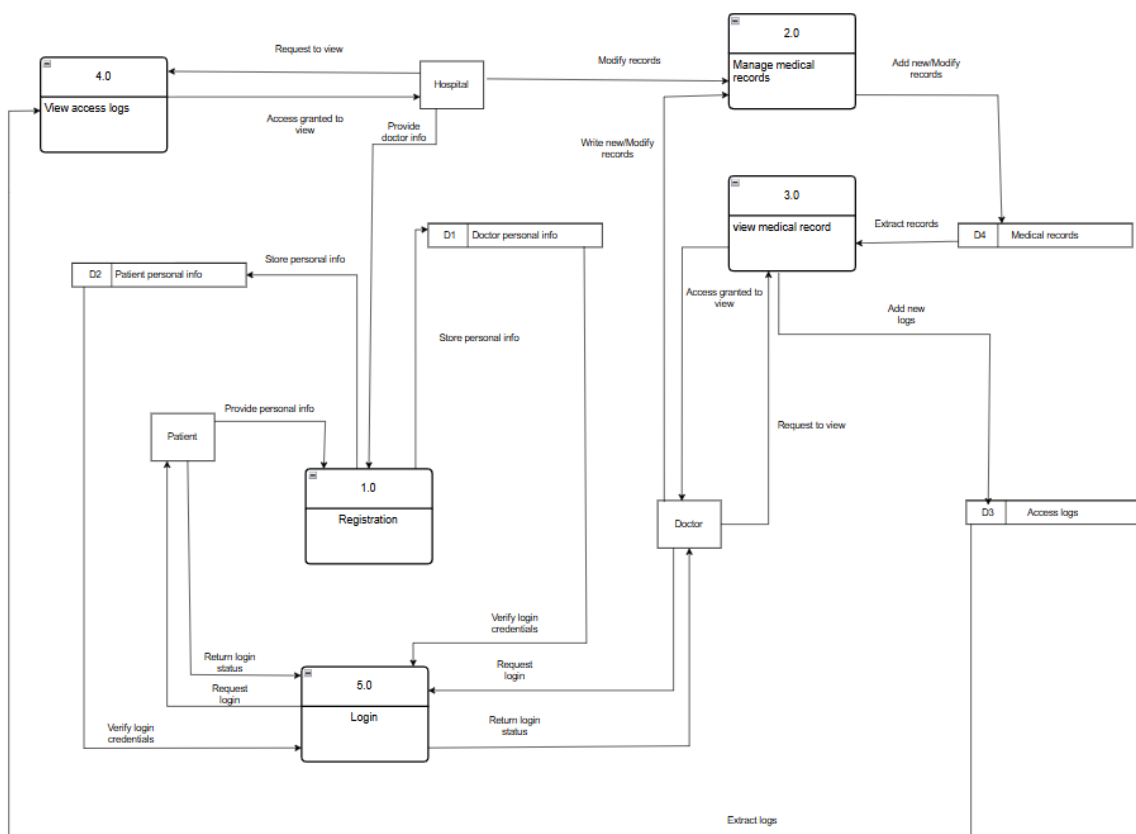 2.0
Request to view
4.0
Modify records
Manage medical
records
Add new/Modify
records
Hospital
View access logs
Access granted to
view
Provide
doctor info
Write new/Modify
records
3.0
view medical record
Extract records
D4 Medical records
D1 Doctor personal info
Store personal info
D2 Patient personal info
Access granted to
view
Add new
logs
Store personal info
Provide personal info
Patient
Request to view
1.0
Registration
D3 Access logs
Doctor
Verify login
credentials
Return login
status
Request
login
5.0
Request
login
Login
Return login
status
Verify login
credentials
Extract logs